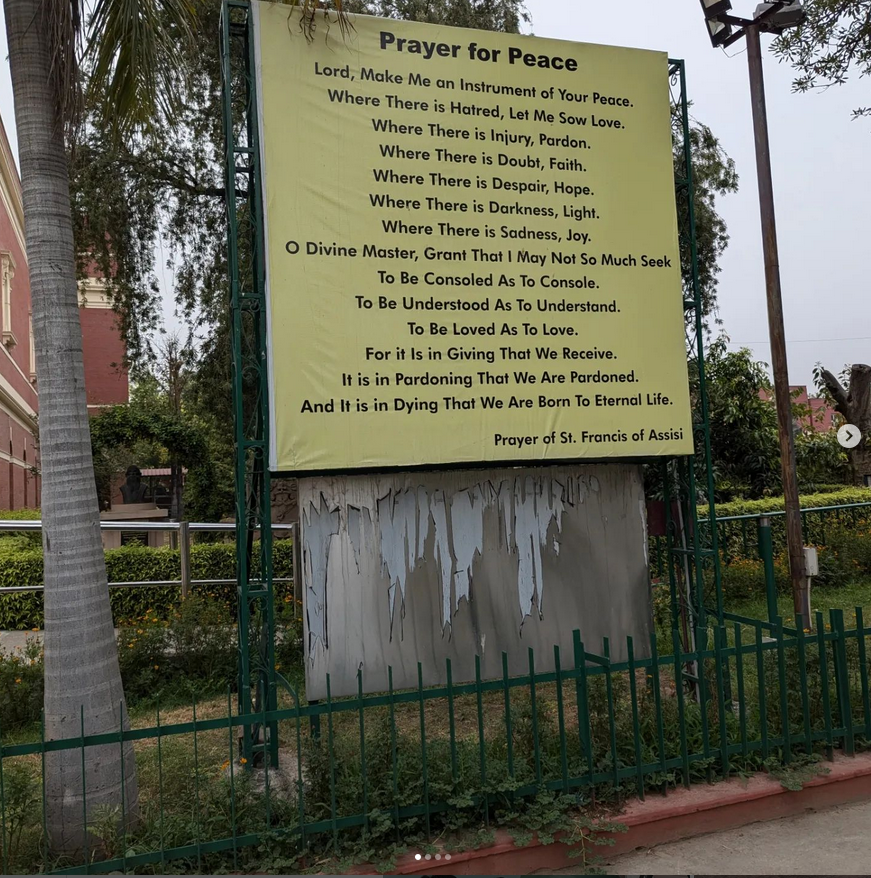 Prayer for Peace
Lord, Make Me an Instrument of Your Peace.
Where There is Hatred, Let Me Sow Love.
Where There is Injury, Pardon.
Where There is Doubt, Faith.
Where There is Despair, Hope.
Where There is Darkness, Light.
Where There is Sadness, Joy.
O Divine Master, Grant That I May Not So Much Seek
To Be Consoled As To Console.
To Be Understood As To Understand.
To Be Loved As To Love.
For it Is in Giving That We Receive.
It is in Pardoning That We Are Pardoned.
And It is in Dying That We Are Born To Eternal Life.
Prayer of St. Francis of Assisi